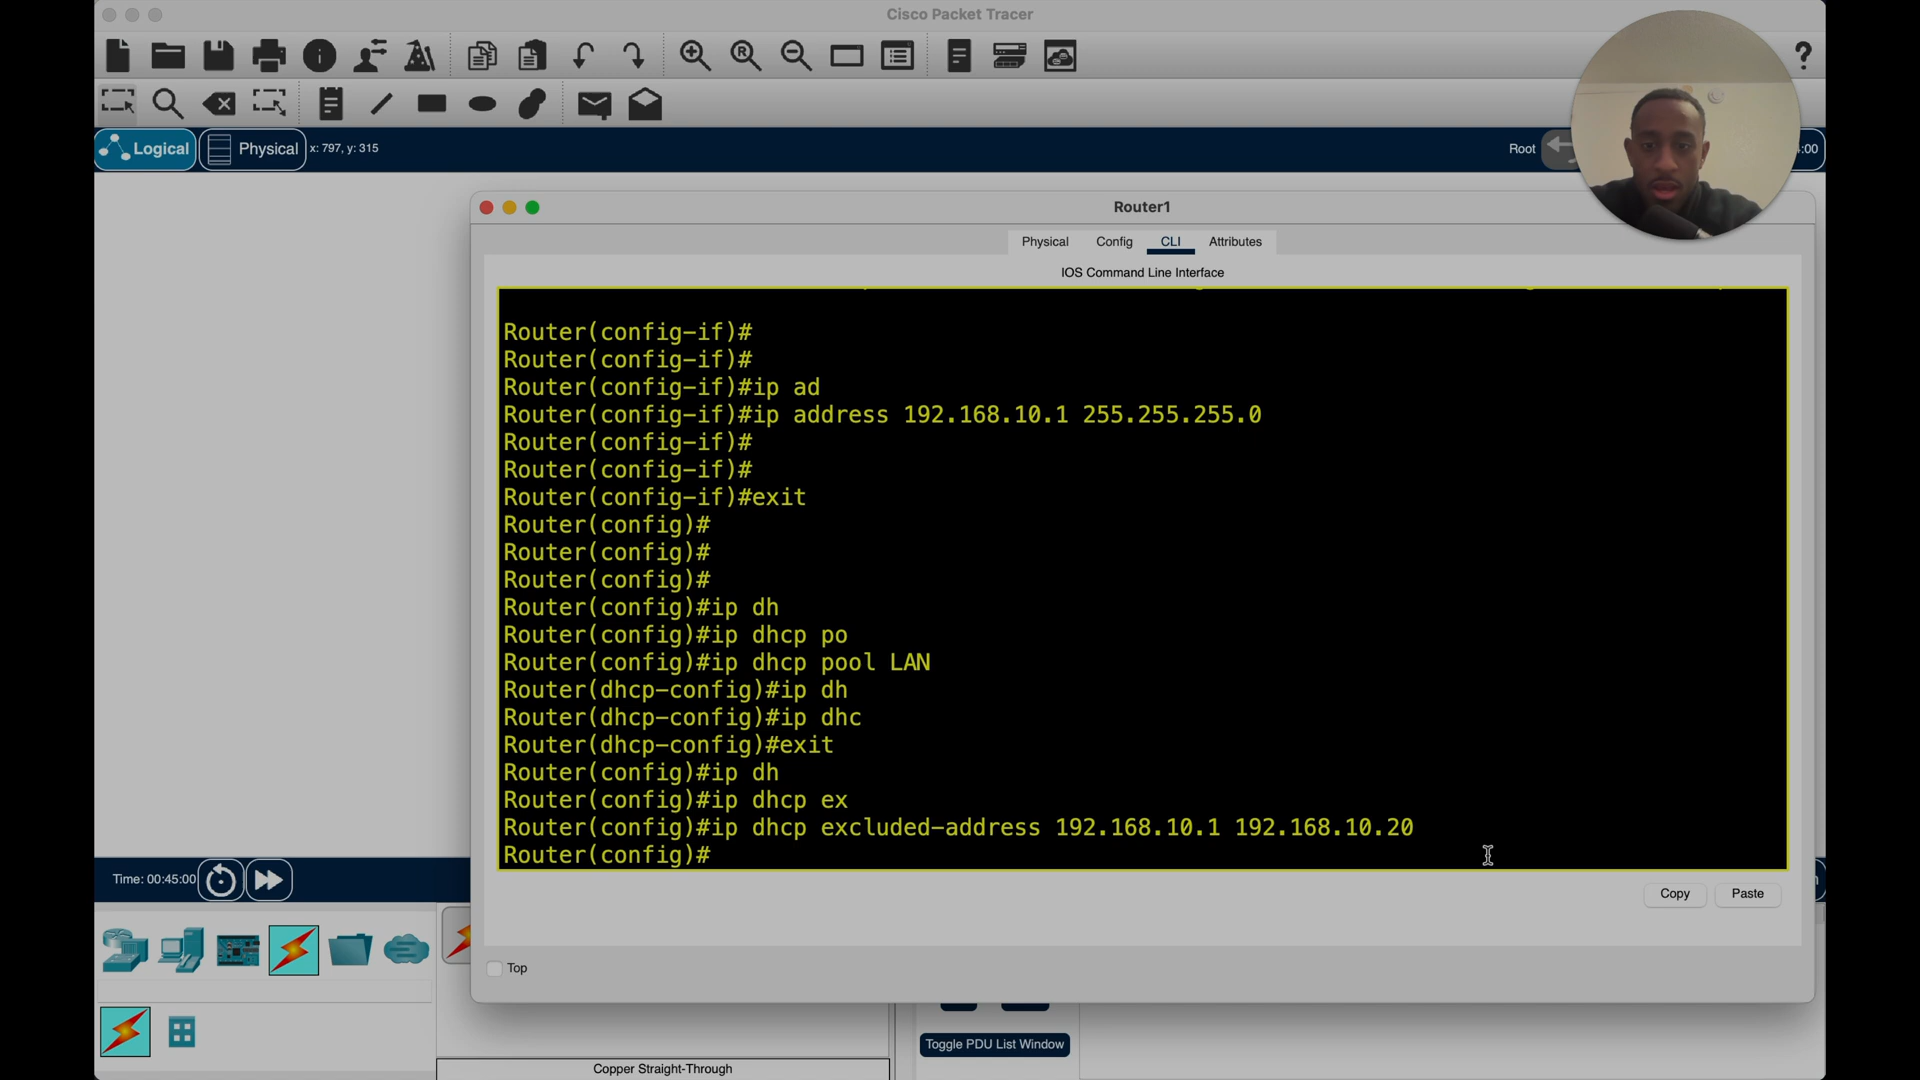 Cisco Packet Tracer
?
Logical
Physical
x: 797, y: 315
Root
:00
Router1
Physical
Config
CLI
Attributes
IOS Command Line Interface
Router(config-if)#
Router(config-if)#
Router(config-if)#ip ad
Router(config-if)#ip address 192.168.10.1 255.255.255.0
Router(config-if)#
Router(config-if)#
Router(config-if)#exit
Router(config)#
Router(config)#
Router(config)#
Router(config)#ip dh
Router(config)#ip dhcp po
Router(config)#ip dhcp pool LAN
Router(dhcp-config)#ip dh
Router(dhcp-config)#ip dhc
Router(dhcp-config)#exit
Router(config)#ip dh
Router(config)#ip dhcp ex
Router(config)#ip dhcp excluded-address 192.168.10.1 192.168.10.20
Router(config)#
Time: 00:45:00
Copy
Paste
Top
Toggle PDU List Window
Copper Straight-Through